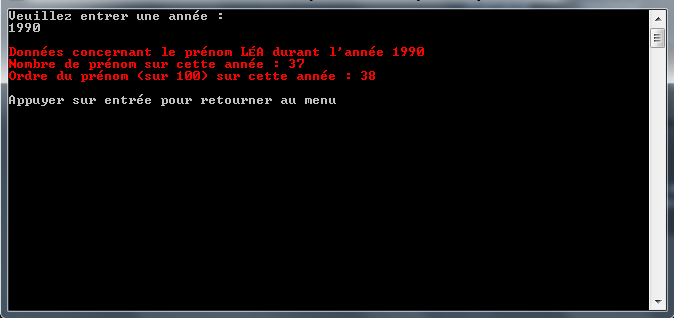 Veuillez entrer une année :
1990
Données concernant le prénom LÉA durant l'année 1990
Nombre de prénom sur cette année : 37
Ordre du prénom (sur 100) sur cette année : 38
Appuyer sur entrée pour retourner au menu